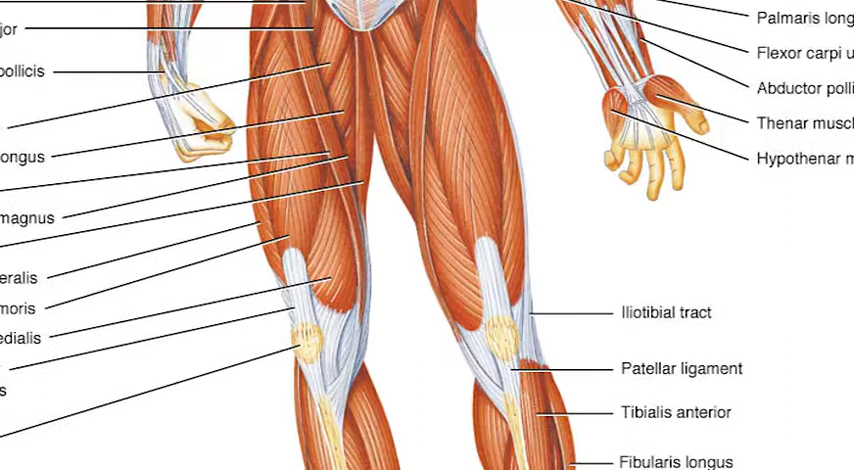 jor
pollicis
ongus
magnus
eralis
moris
edialis
s
Palmaris long
Flexor carpi u
Abductor polli
Thenar muscl
Hypothenar m
Iliotibial tract
Patellar ligament
Tibialis anterior
Fibularis longus